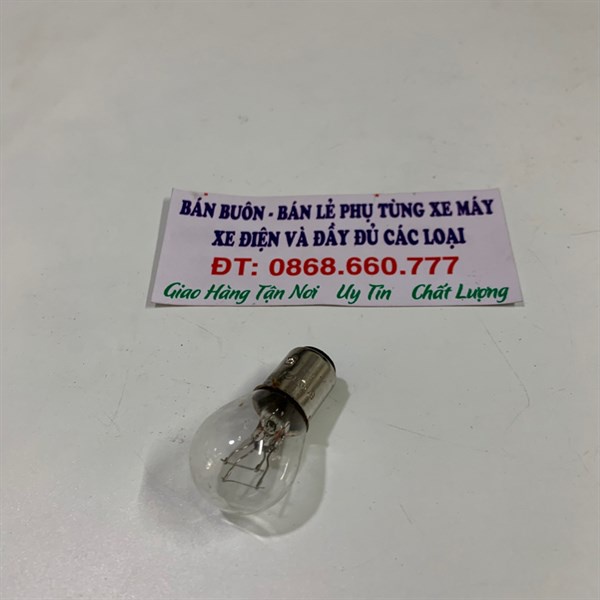 BÁN BUÔN - BÁN LẺ PHỤ TÙNG XE MÁY
XE ĐIỆN VÀ ĐẦY ĐỦ CÁC LOẠI
ĐT: 0868.660.777
Giao Hàng Tận Nơi Uy Tín Chất Lượng